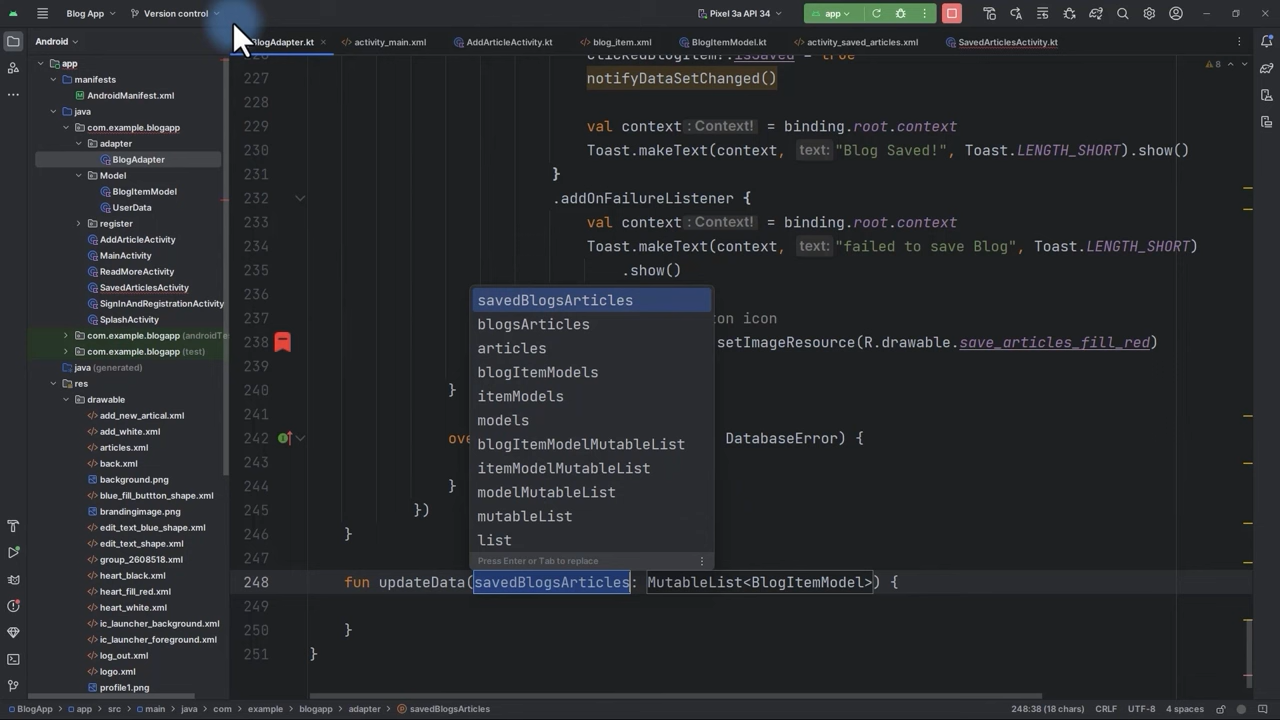 Blog App
Version control
Pixel 3a API 34
app
Android
BlogAdapter.kt
activity_main.xml
AddArticleActivity.kt
blog_item.xml
BlogItemModel.kt
activity_saved_articles.xml
SavedArticlesActivity.kt
app
manifests
AndroidManifest.xml
java
com.example.blogapp
adapter
BlogAdapter
Model
BlogItemModel
UserData
register
AddArticleActivity
MainActivity
ReadMoreActivity
SavedArticlesActivity
SignInAndRegistrationActivity
SplashActivity
com.example.blogapp (androidTe
com.example.blogapp (test)
java (generated)
res
drawable
add_new_artical.xml
add_white.xml
articles.xml
back.xml
background.png
blue_fill_buttton_shape.xml
brandingimage.png
edit_text_blue_shape.xml
edit_text_shape.xml
group_2608518.xml
heart_black.xml
heart_fill_red.xml
heart_white.xml
ic_launcher_background.xml
ic_launcher_foreground.xml
log_out.xml
logo.xml
profile1.png
226 clickedBlogItem?.isSaved = true
8
227 notifyDataSetChanged()
228
229 val context : Context! = binding.root.context
230 Toast.makeText(context, text: "Blog Saved!", Toast.LENGTH_SHORT).show()
231 }
232 .addOnFailureListener {
233 val context : Context! = binding.root.context
234 Toast.makeText(context, text: "failed to save Blog", Toast.LENGTH_SHORT)
235 .show()
236
on icon
238 setImageResource(R.drawable.save_articles_fill_red)
239
240 }
241
242 ove DatabaseError) {
243
244 }
245 })
246 }
247
248 fun updateData(savedBlogsArticles: MutableList<BlogItemModel>) {
249
250 }
251 }
savedBlogsArticles
blogsArticles
articles
blogItemModels
itemModels
models
blogItemModelMutableList
itemModelMutableList
modelMutableList
mutableList
list
Press Enter or Tab to replace
BlogApp
app
src
main
java
com
example
blogapp
adapter
savedBlogsArticles
248:38 (18 chars)
CRLF
UTF-8
4 spaces